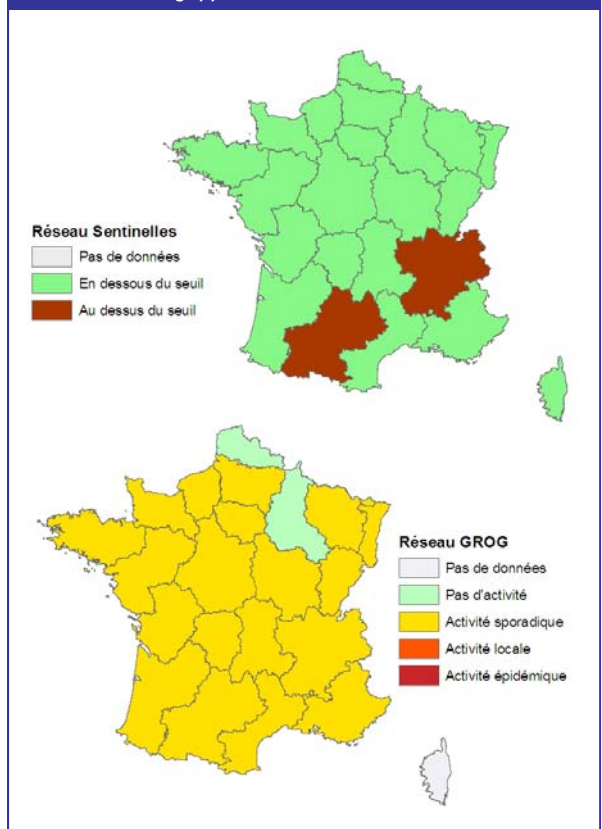 Réseau Sentinelles
Pas de données
En dessous du seuil
Au dessus du seuil
Réseau GROG
Pas de données
Pas d'activité
Activité sporadique
Activité locale
Activité épidémique